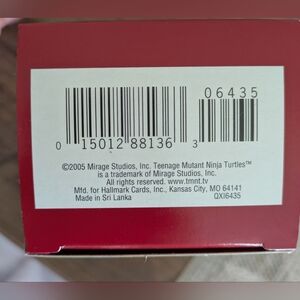 06435
0 15012 88136 3
©2005 Mirage Studios, Inc. Teenage Mutant Ninja Turtles™
is a trademark of Mirage Studios, Inc.
All rights reserved. www.tmnt.tv
Mfd. for Hallmark Cards, Inc., Kansas City, MO 64141
Made in Sri Lanka QXI6435